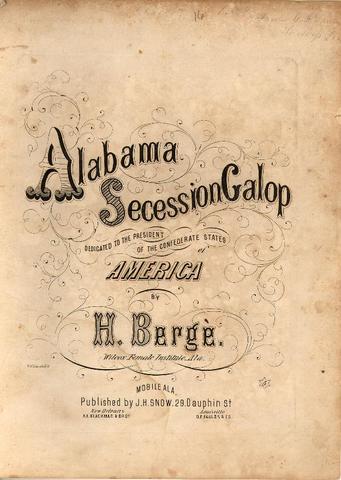 Alabama
Secession Galop
DEDICATED TO THE PRESIDENT
OF THE CONFEDERATE STATES
of
AMERICA
BY
H. Bergè.
Wilcox Female Institute, Ala.
MOBILE ALA.
Published by J.H. SNOW. 29. Dauphin St
New Orleans
Louisville